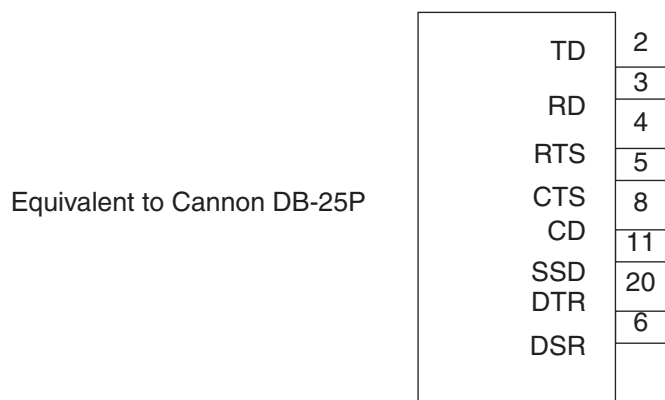 TD 2
3
RD
4
RTS
5
Equivalent to Cannon DB-25P
CTS 8
CD
11
SSD
20
DTR
6
DSR